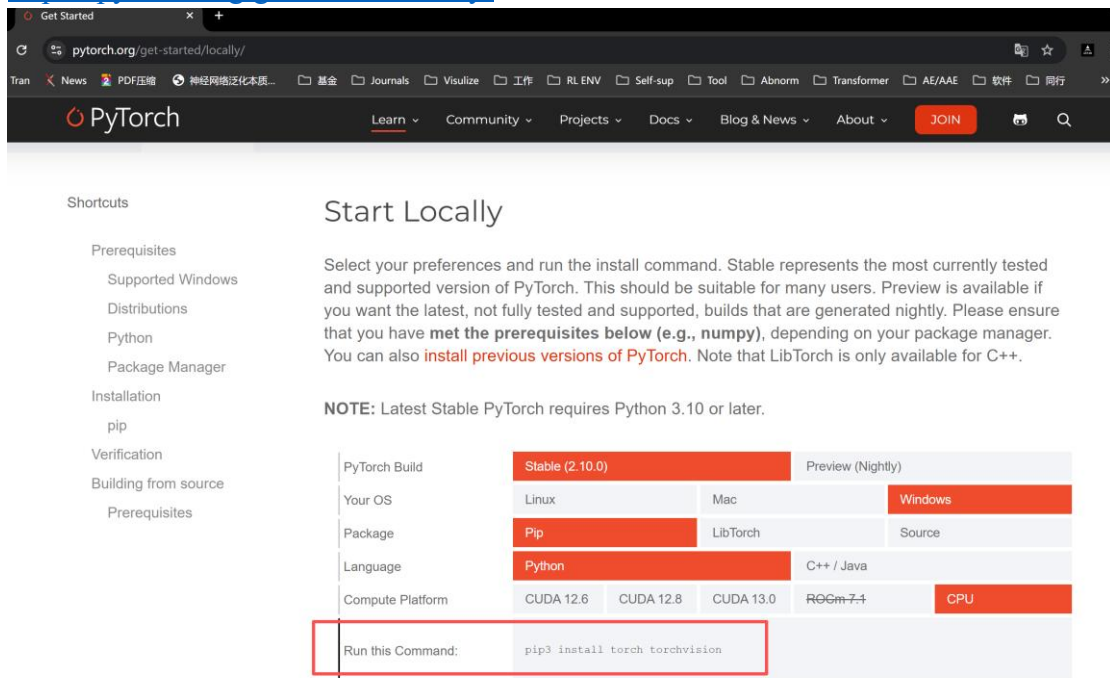 Get Started
pytorch.org/get-started/locally/
Tran News PDF压缩 神经网络泛化本质... 基金 Journals Visulize 工作 RL ENV Self-sup Tool Abnorm Transformer AE/AAE 软件 同行 »
PyTorch Learn Community Projects Docs Blog & News About JOIN
Shortcuts
Prerequisites
Supported Windows
Distributions
Python
Package Manager
Installation
pip
Verification
Building from source
Prerequisites
Start Locally
Select your preferences and run the install command. Stable represents the most currently tested
and supported version of PyTorch. This should be suitable for many users. Preview is available if
you want the latest, not fully tested and supported, builds that are generated nightly. Please ensure
that you have met the prerequisites below (e.g., numpy), depending on your package manager.
You can also install previous versions of PyTorch. Note that LibTorch is only available for C++.
NOTE: Latest Stable PyTorch requires Python 3.10 or later.
PyTorch Build Stable (2.10.0) Preview (Nightly)
Your OS Linux Mac Windows
Package Pip LibTorch Source
Language Python C++ / Java
Compute Platform CUDA 12.6 CUDA 12.8 CUDA 13.0 ROCm 7.1 CPU
Run this Command: pip3 install torch torchvision